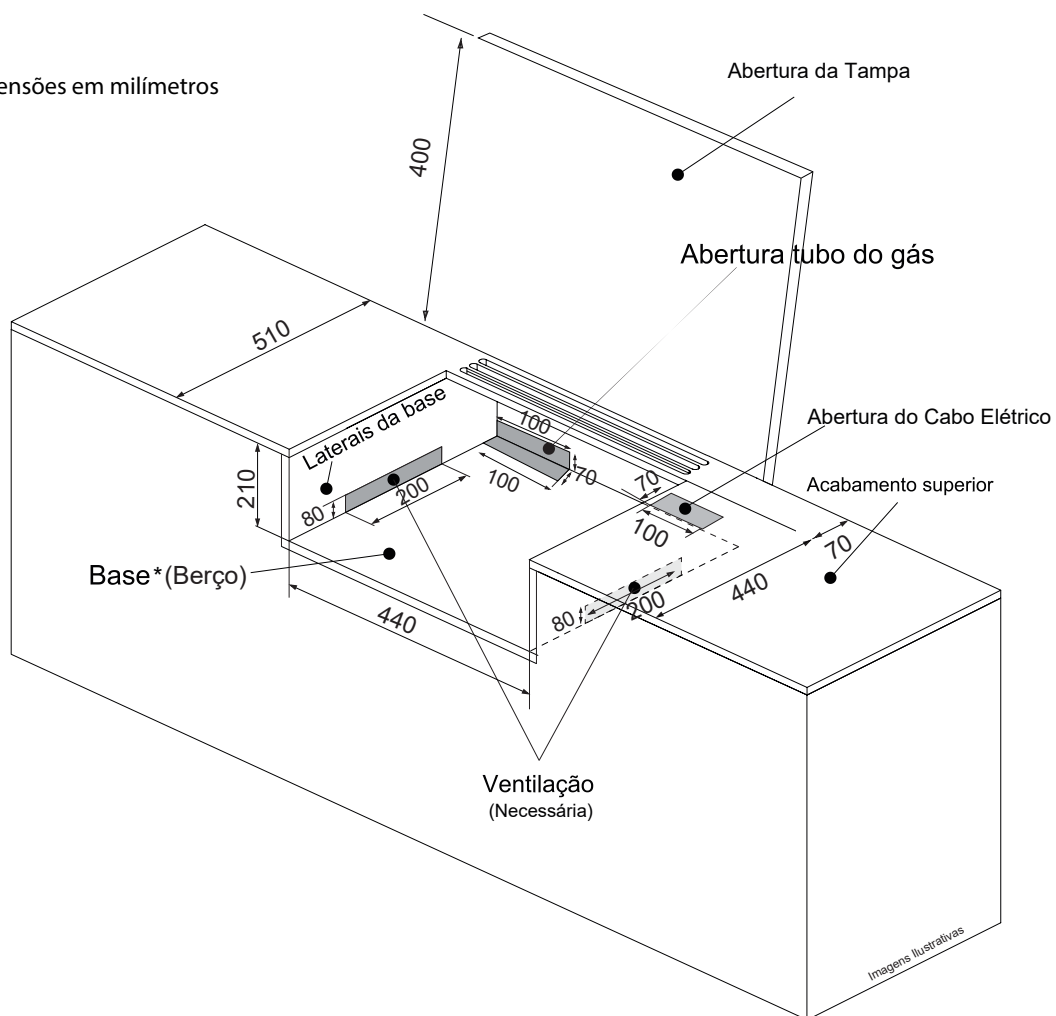 ensões em milímetros
Abertura da Tampa
400
Abertura tubo do gás
510
Laterais da base
100
Abertura do Cabo Elétrico
210
200
100
70
70
Acabamento superior
80
100
70
Base*(Berço)
440
80
200
440
Ventilação
(Necessária)
Imagens Ilustrativas